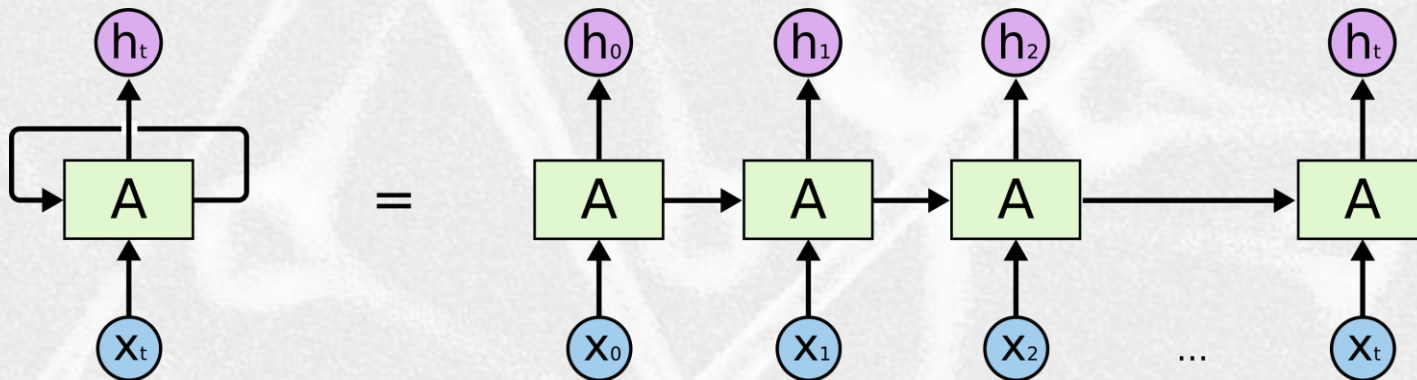 hₜ h₀ h₁ h₂ hₜ
A = A A A A
xₜ x₀ x₁ x₂ ... xₜ